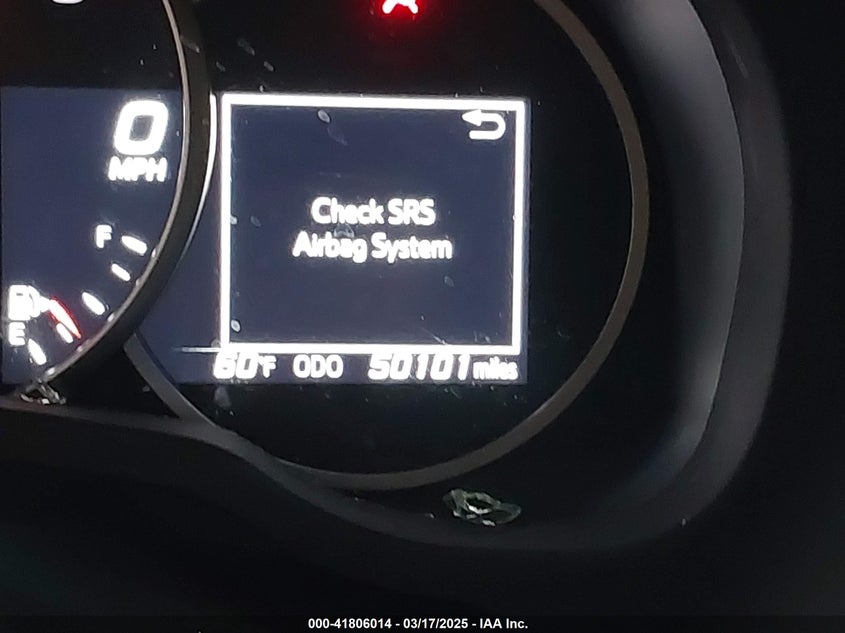 0
MPH
F
E
Check SRS
Airbag System
60°F ODO 50101 miles
000-41806014 - 03/17/2025 - IAA Inc.